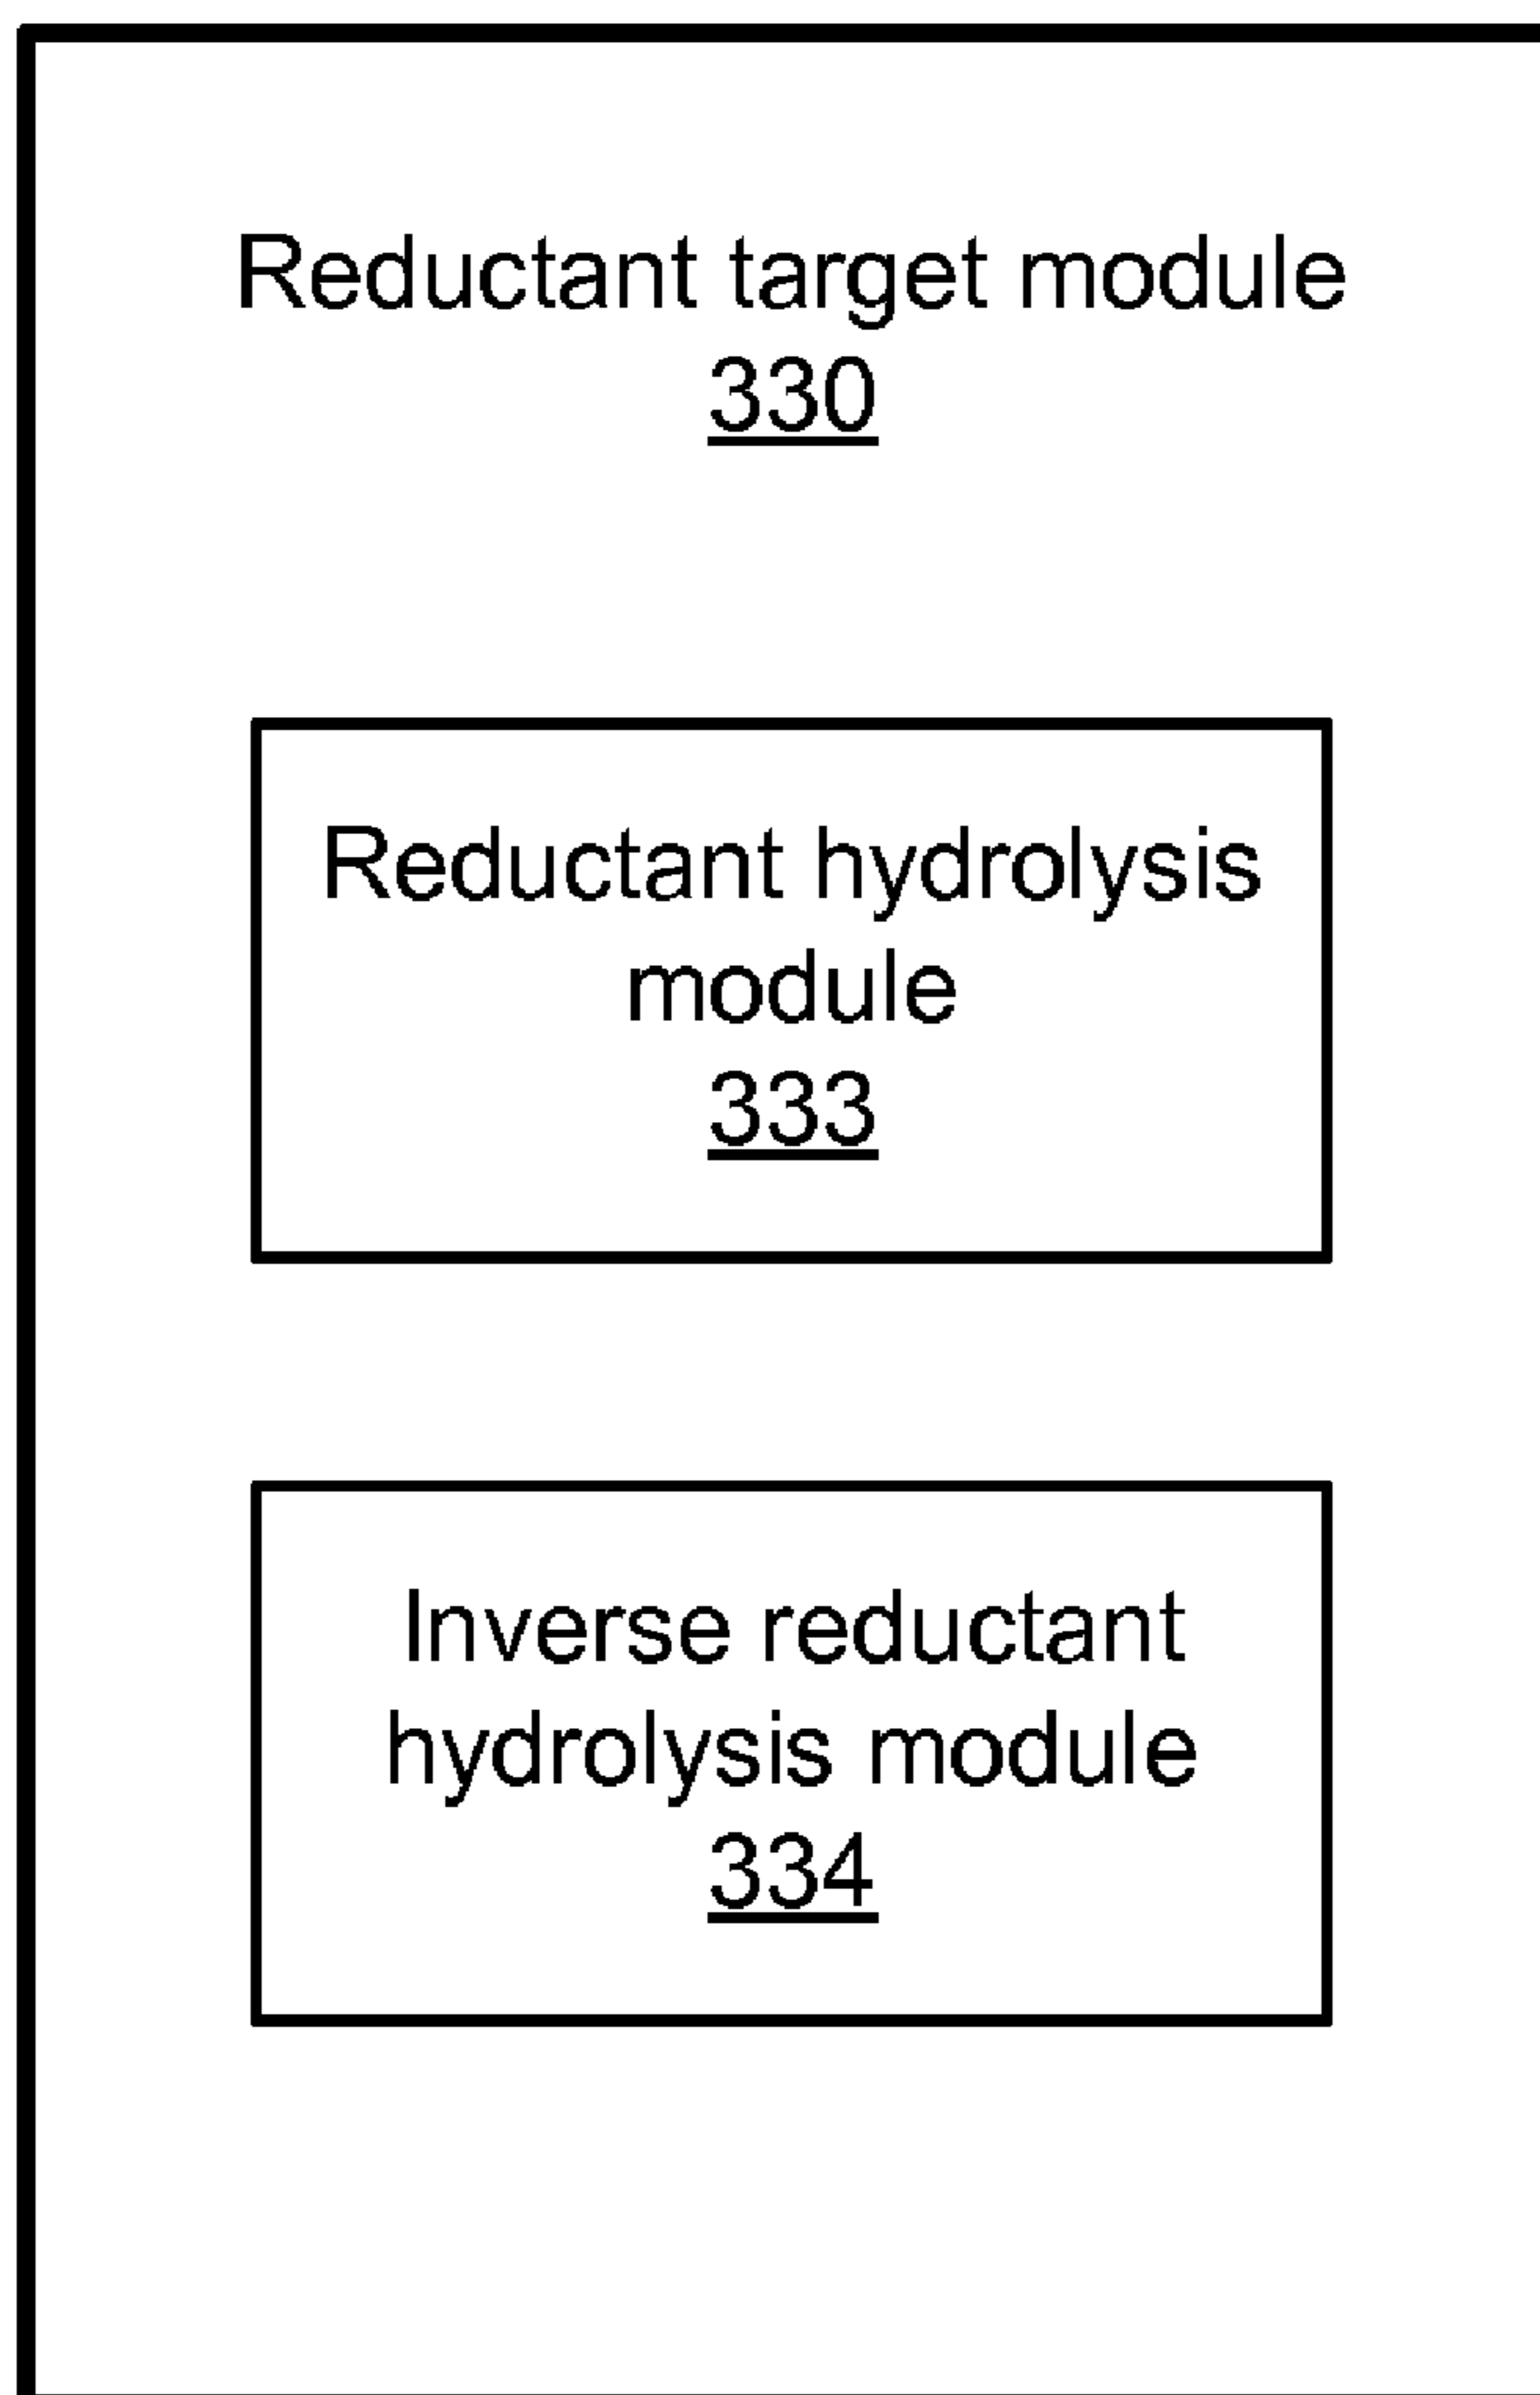 Reductant target module
330
Reductant hydrolysis
module
333
Inverse reductant
hydrolysis module
334